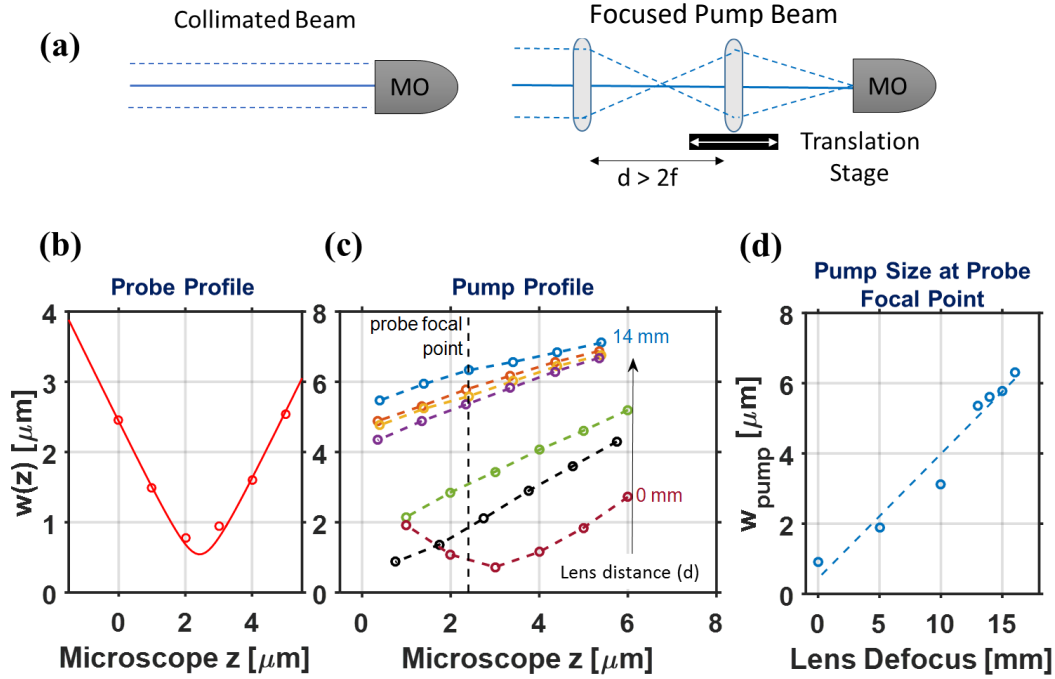 (a)
Collimated Beam
MO
Focused Pump Beam
MO
Translation
Stage
d > 2f
(b)
Probe Profile
w(z) [μm]
4
3
2
1
0
0
2
4
Microscope z [μm]
(c)
Pump Profile
8
6
4
2
0
probe focal
point
14 mm
0 mm
Lens distance (d)
0
2
4
6
8
Microscope z [μm]
(d)
Pump Size at Probe
Focal Point
w_pump [μm]
8
6
4
2
0
0
5
10
15
Lens Defocus [mm]